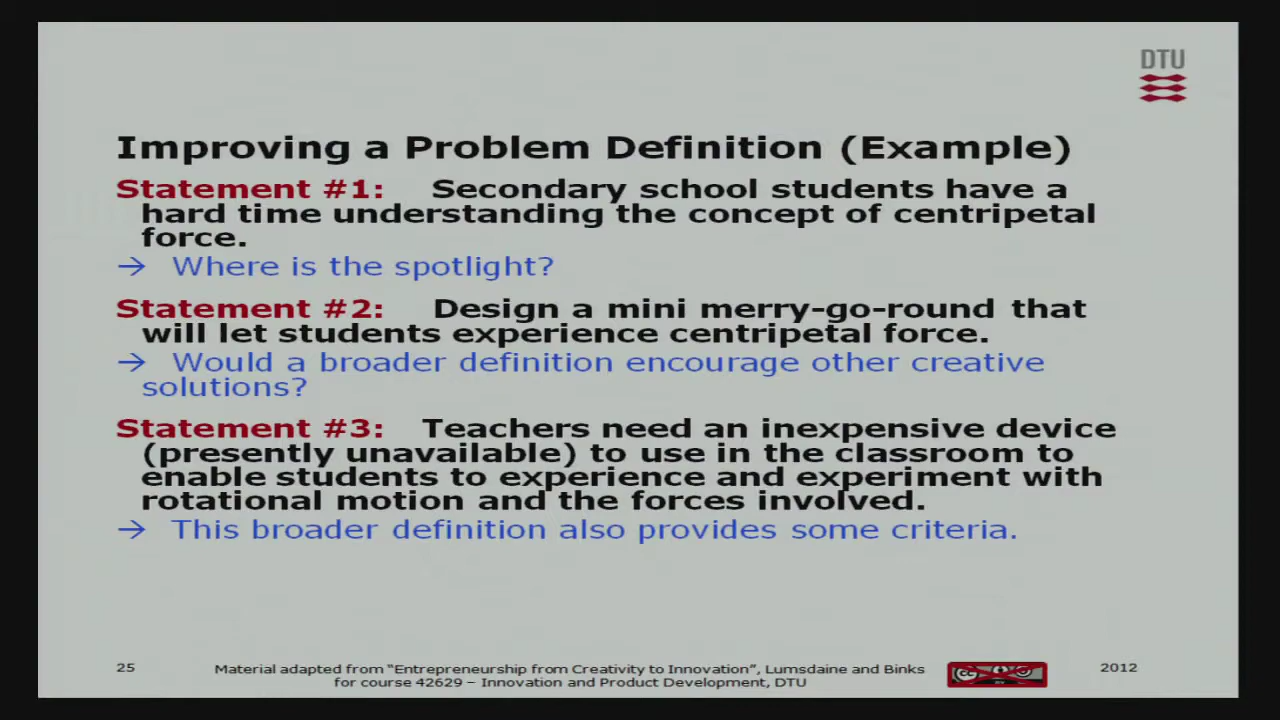 DTU
Improving a Problem Definition (Example)
Statement #1: Secondary school students have a
hard time understanding the concept of centripetal
force.
→ Where is the spotlight?
Statement #2: Design a mini merry-go-round that
will let students experience centripetal force.
→ Would a broader definition encourage other creative
solutions?
Statement #3: Teachers need an inexpensive device
(presently unavailable) to use in the classroom to
enable students to experience and experiment with
rotational motion and the forces involved.
→ This broader definition also provides some criteria.
25
Material adapted from “Entrepreneurship from Creativity to Innovation”, Lumsdaine and Binks
for course 42629 – Innovation and Product Development, DTU
cc
BY
2012